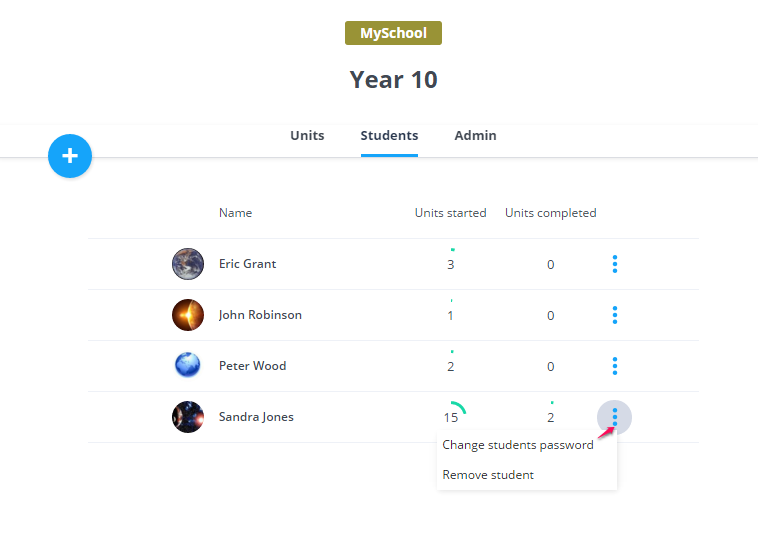 MySchool
Year 10
Units Students Admin
Name Units started Units completed
Eric Grant 3 0
John Robinson 1 0
Peter Wood 2 0
Sandra Jones 15 2
Change students password
Remove student